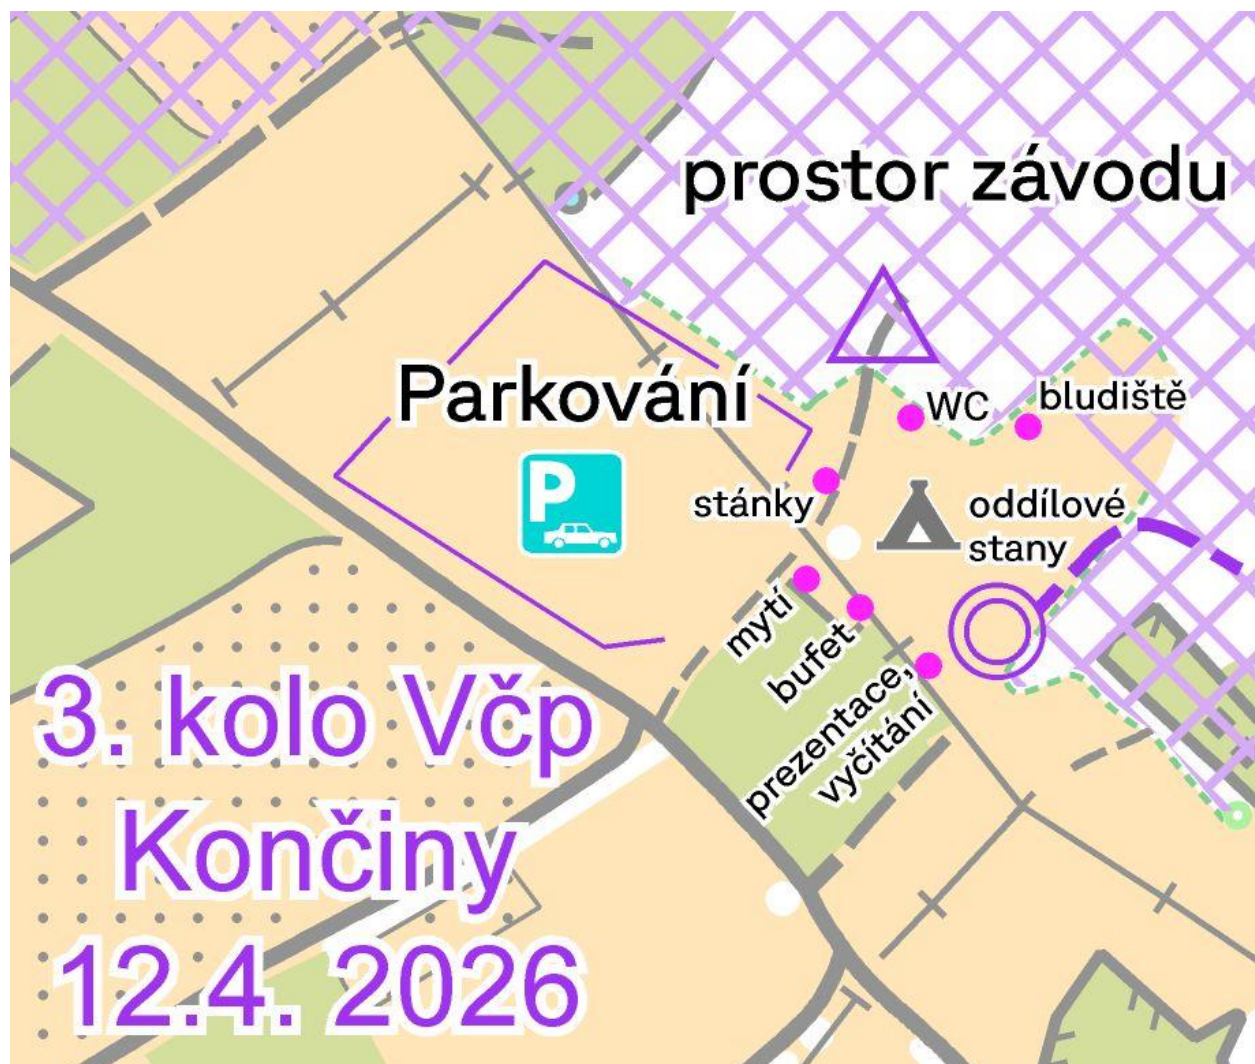 prostor závodu
Parkování
P
WC
bludiště
stánky
oddílové
stany
mytí
bufet
prezentace,
vyčítání
3. kolo Včp
Končiny
12.4. 2026